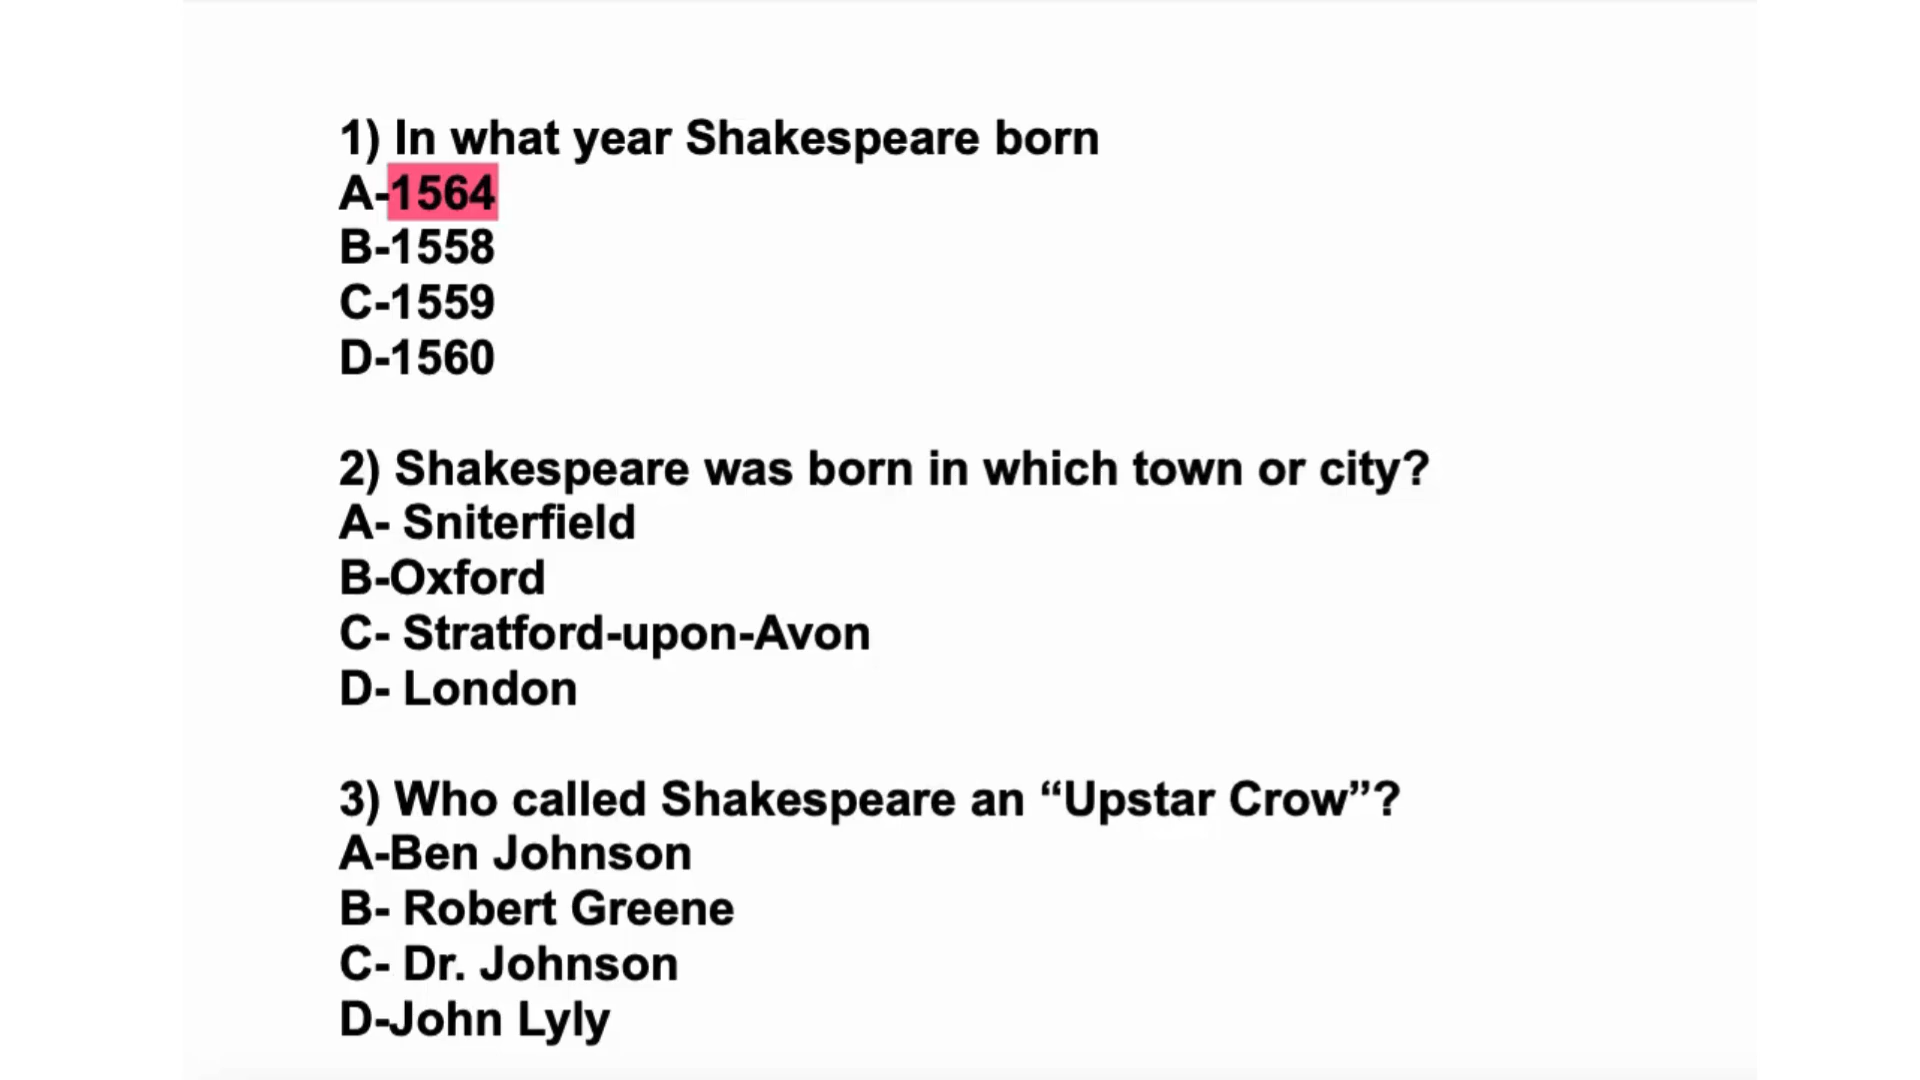 1) In what year Shakespeare born
A-1564
B-1558
C-1559
D-1560
2) Shakespeare was born in which town or city?
A- Sniterfield
B-Oxford
C- Stratford-upon-Avon
D- London
3) Who called Shakespeare an “Upstar Crow”?
A-Ben Johnson
B- Robert Greene
C- Dr. Johnson
D-John Lyly